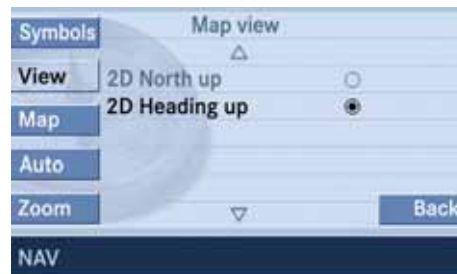 Symbols
Map view
View
2D North up
2D Heading up
Map
Auto
Zoom
Back
NAV